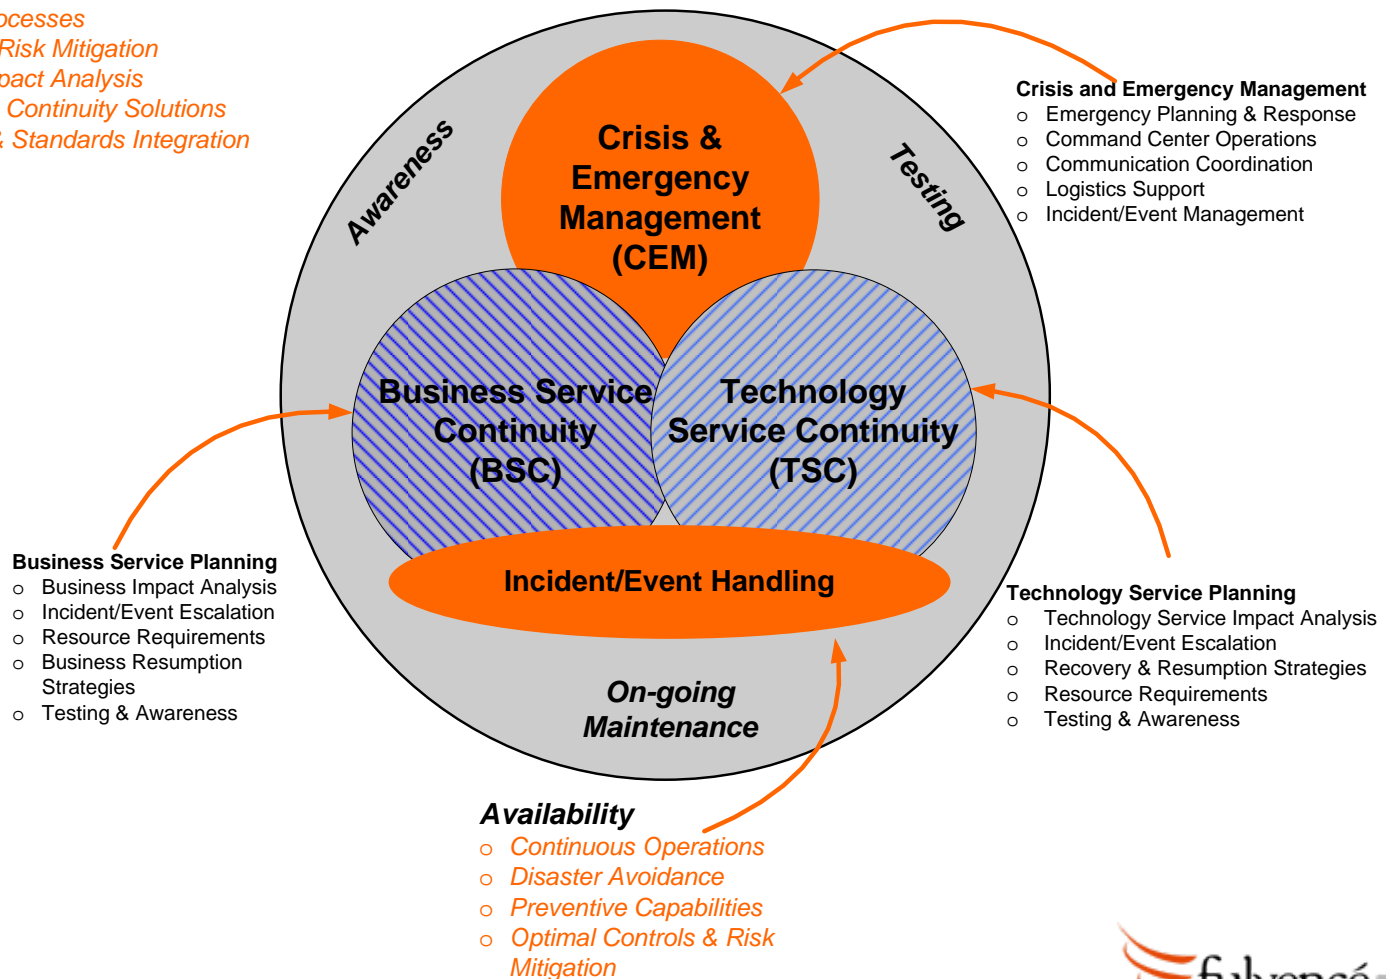 Risk Mitigation
Impact Analysis
Continuity Solutions
& Standards Integration
Awareness
Testing
Crisis &
Emergency
Management
(CEM)
Crisis and Emergency Management
o Emergency Planning & Response
o Command Center Operations
o Communication Coordination
o Logistics Support
o Incident/Event Management
Business Service
Continuity
(BSC)
Technology
Service Continuity
(TSC)
Incident/Event Handling
Business Service Planning
o Business Impact Analysis
o Incident/Event Escalation
o Resource Requirements
o Business Resumption
Strategies
o Testing & Awareness
Technology Service Planning
o Technology Service Impact Analysis
o Incident/Event Escalation
o Recovery & Resumption Strategies
o Resource Requirements
o Testing & Awareness
On-going
Maintenance
Availability
o Continuous Operations
o Disaster Avoidance
o Preventive Capabilities
o Optimal Controls & Risk
Mitigation